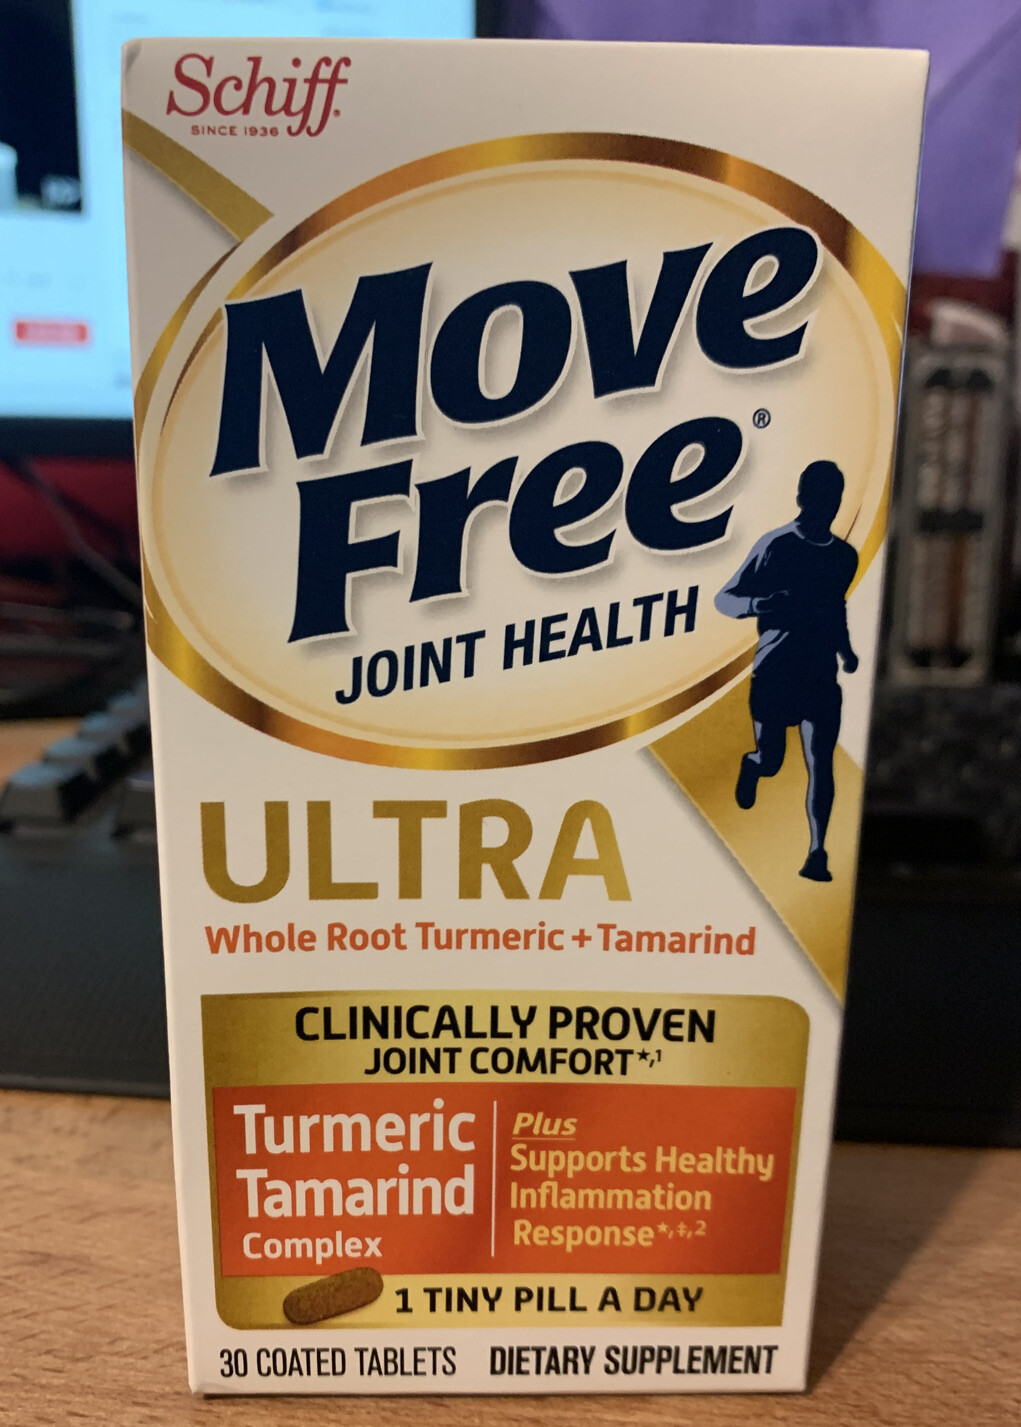 Schiff
SINCE 1936
Move
Free®
JOINT HEALTH
ULTRA
Whole Root Turmeric + Tamarind
CLINICALLY PROVEN
JOINT COMFORT*,1
Turmeric
Tamarind
Complex
Plus
Supports Healthy
Inflammation
Response*,‡,2
1 TINY PILL A DAY
30 COATED TABLETS DIETARY SUPPLEMENT